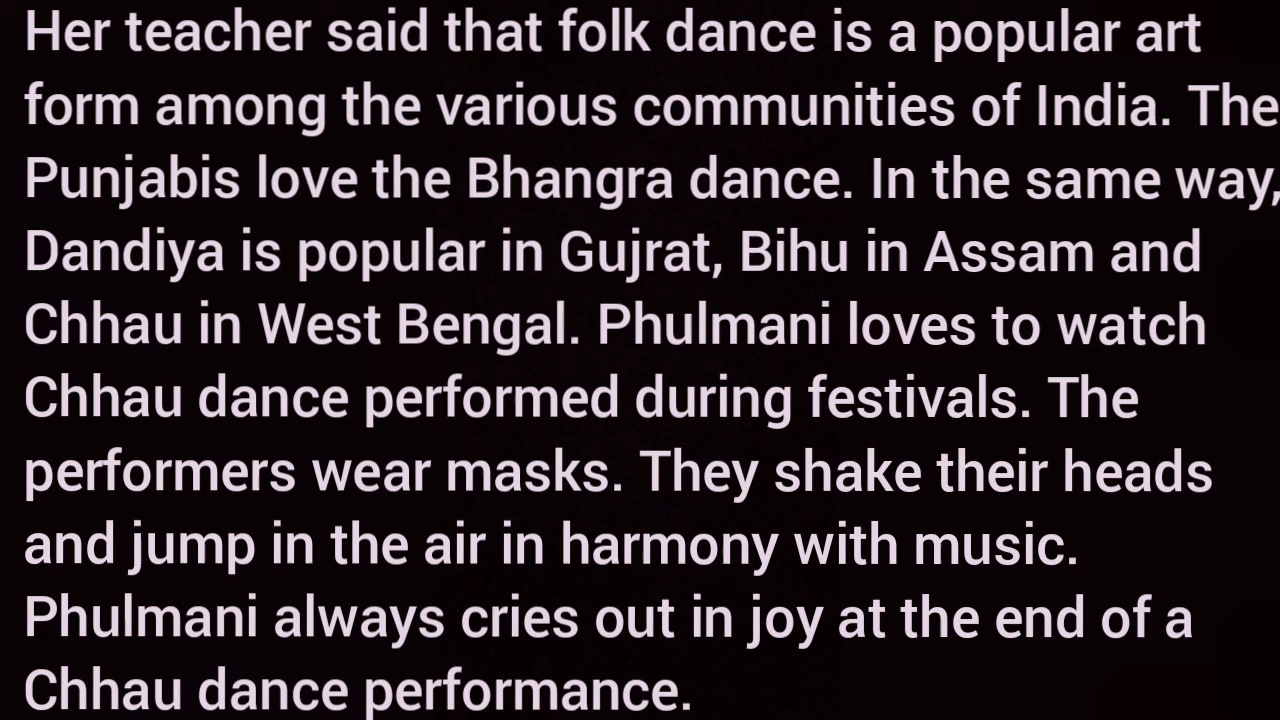 Her teacher said that folk dance is a popular art
form among the various communities of India. The
Punjabis love the Bhangra dance. In the same way,
Dandiya is popular in Gujrat, Bihu in Assam and
Chhau in West Bengal. Phulmani loves to watch
Chhau dance performed during festivals. The
performers wear masks. They shake their heads
and jump in the air in harmony with music.
Phulmani always cries out in joy at the end of a
Chhau dance performance.